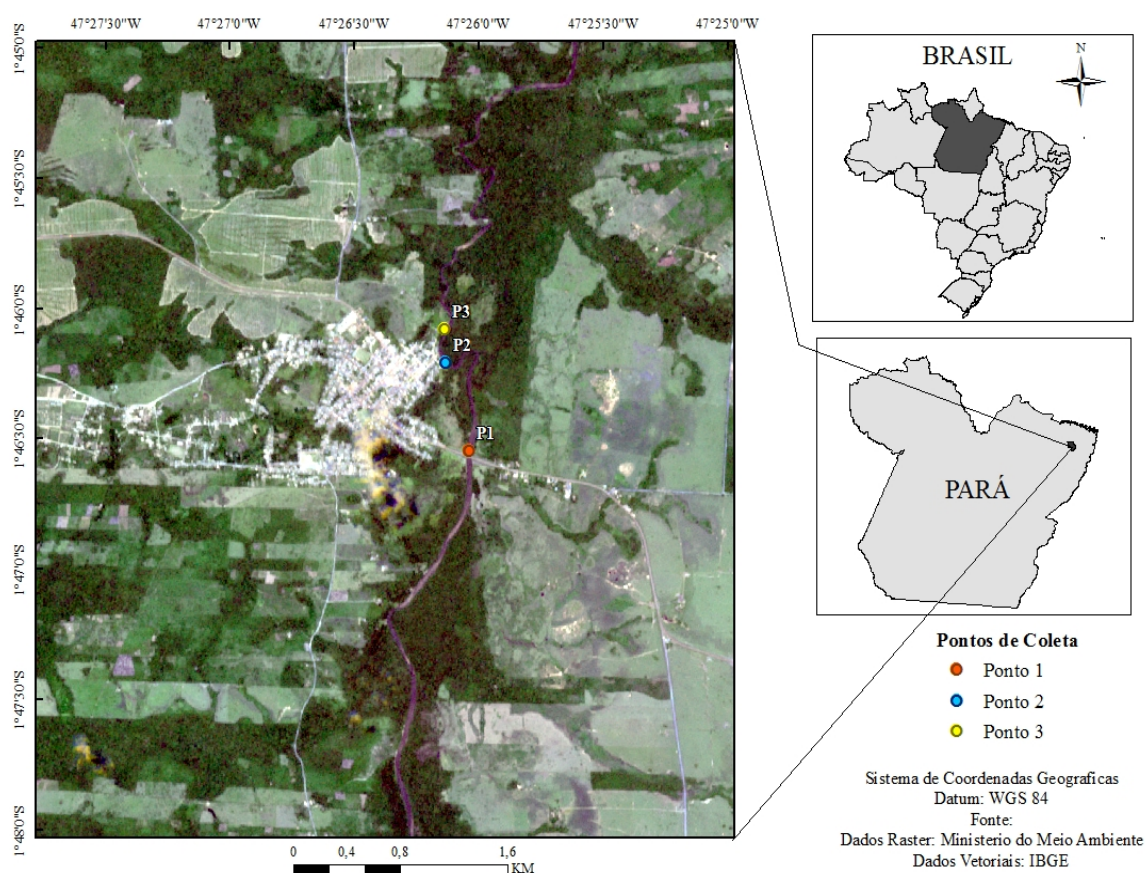 47°27'30"W 47°27'0"W 47°26'30"W 47°26'0"W 47°25'30"W 47°25'0"W
1°45'0"S
1°45'30"S
1°46'0"S
1°46'30"S
1°47'0"S
1°47'30"S
1°48'0"S
P3
P2
P1
0 0,4 0,8 1,6
KM
BRASIL
N
PARÁ
Pontos de Coleta
Ponto 1
Ponto 2
Ponto 3
Sistema de Coordenadas Geograficas
Datum: WGS 84
Fonte:
Dados Raster: Ministerio do Meio Ambiente
Dados Vetoriais: IBGE